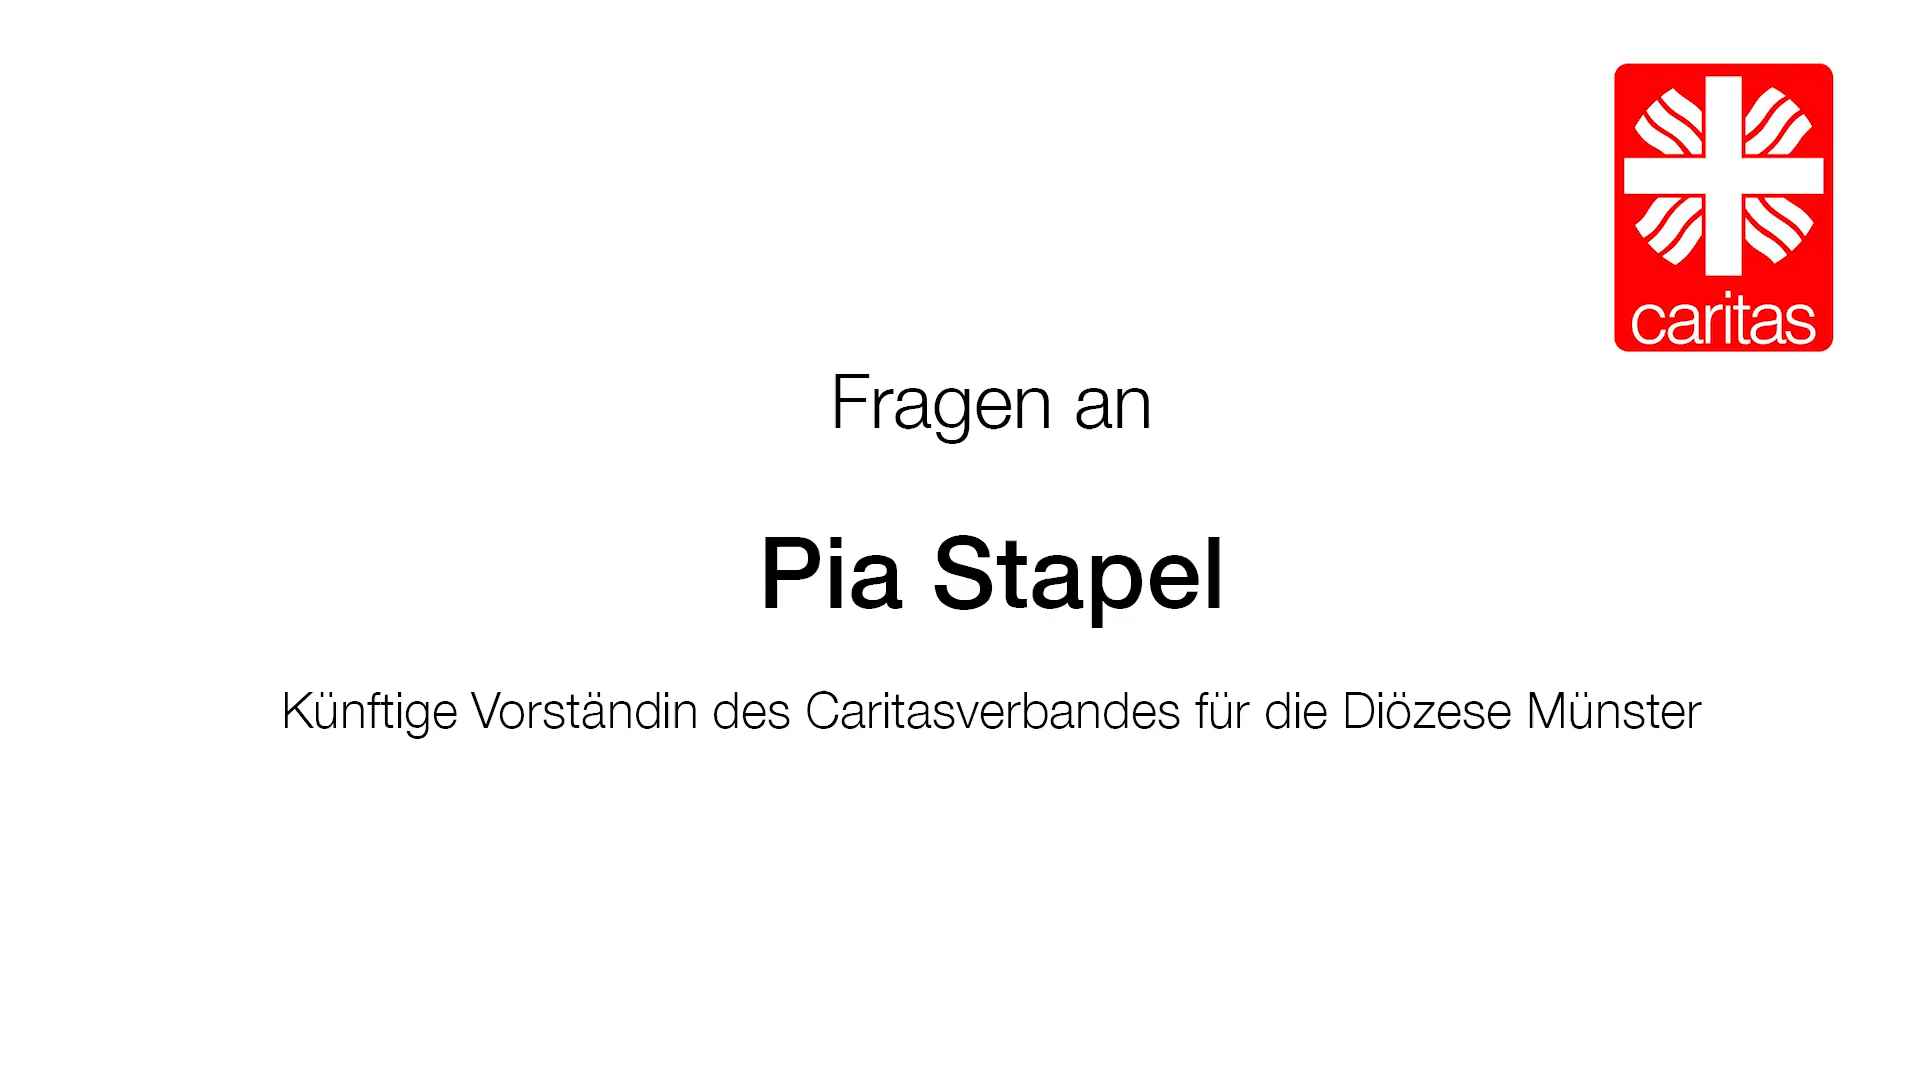 caritas
Fragen an
Pia Stapel
Künftige Vorständin des Caritasverbandes für die Diözese Münster